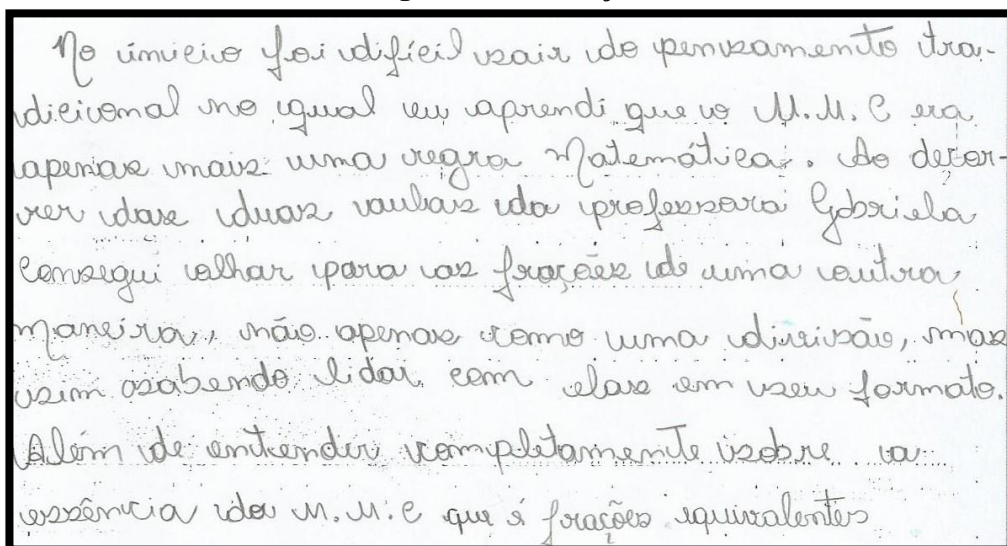 No início foi difícil sair do pensamento tra-
dicional no qual eu aprendi que o M.M.C era
apenas mais uma regra Matemática. Ao decor-
rer das duas aulas da professora Gabriela
Consegui olhar para as frações de uma outra
maneira, não apenas como uma divisão, mas
sim sabendo lidar com elas em seu formato.
Além de entender completamente sobre a
essência do M.M.C que é frações equivalentes